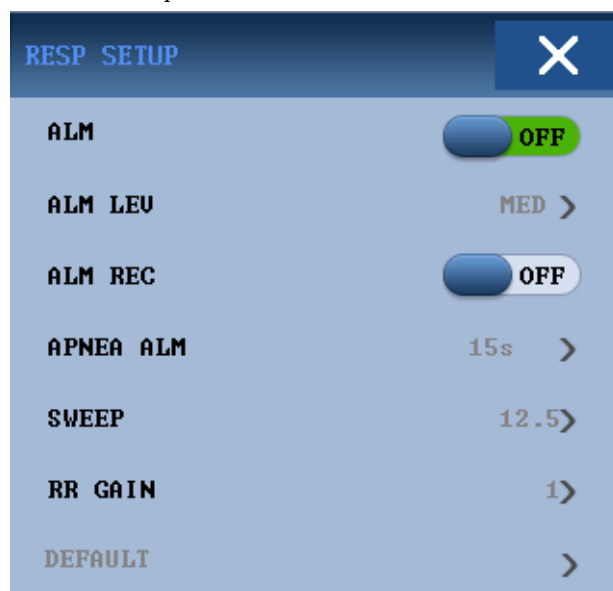 RESP SETUP
ALM OFF
ALM LEV MED
ALM REC OFF
APNEA ALM 15s
SWEEP 12.5
RR GAIN 1
DEFAULT